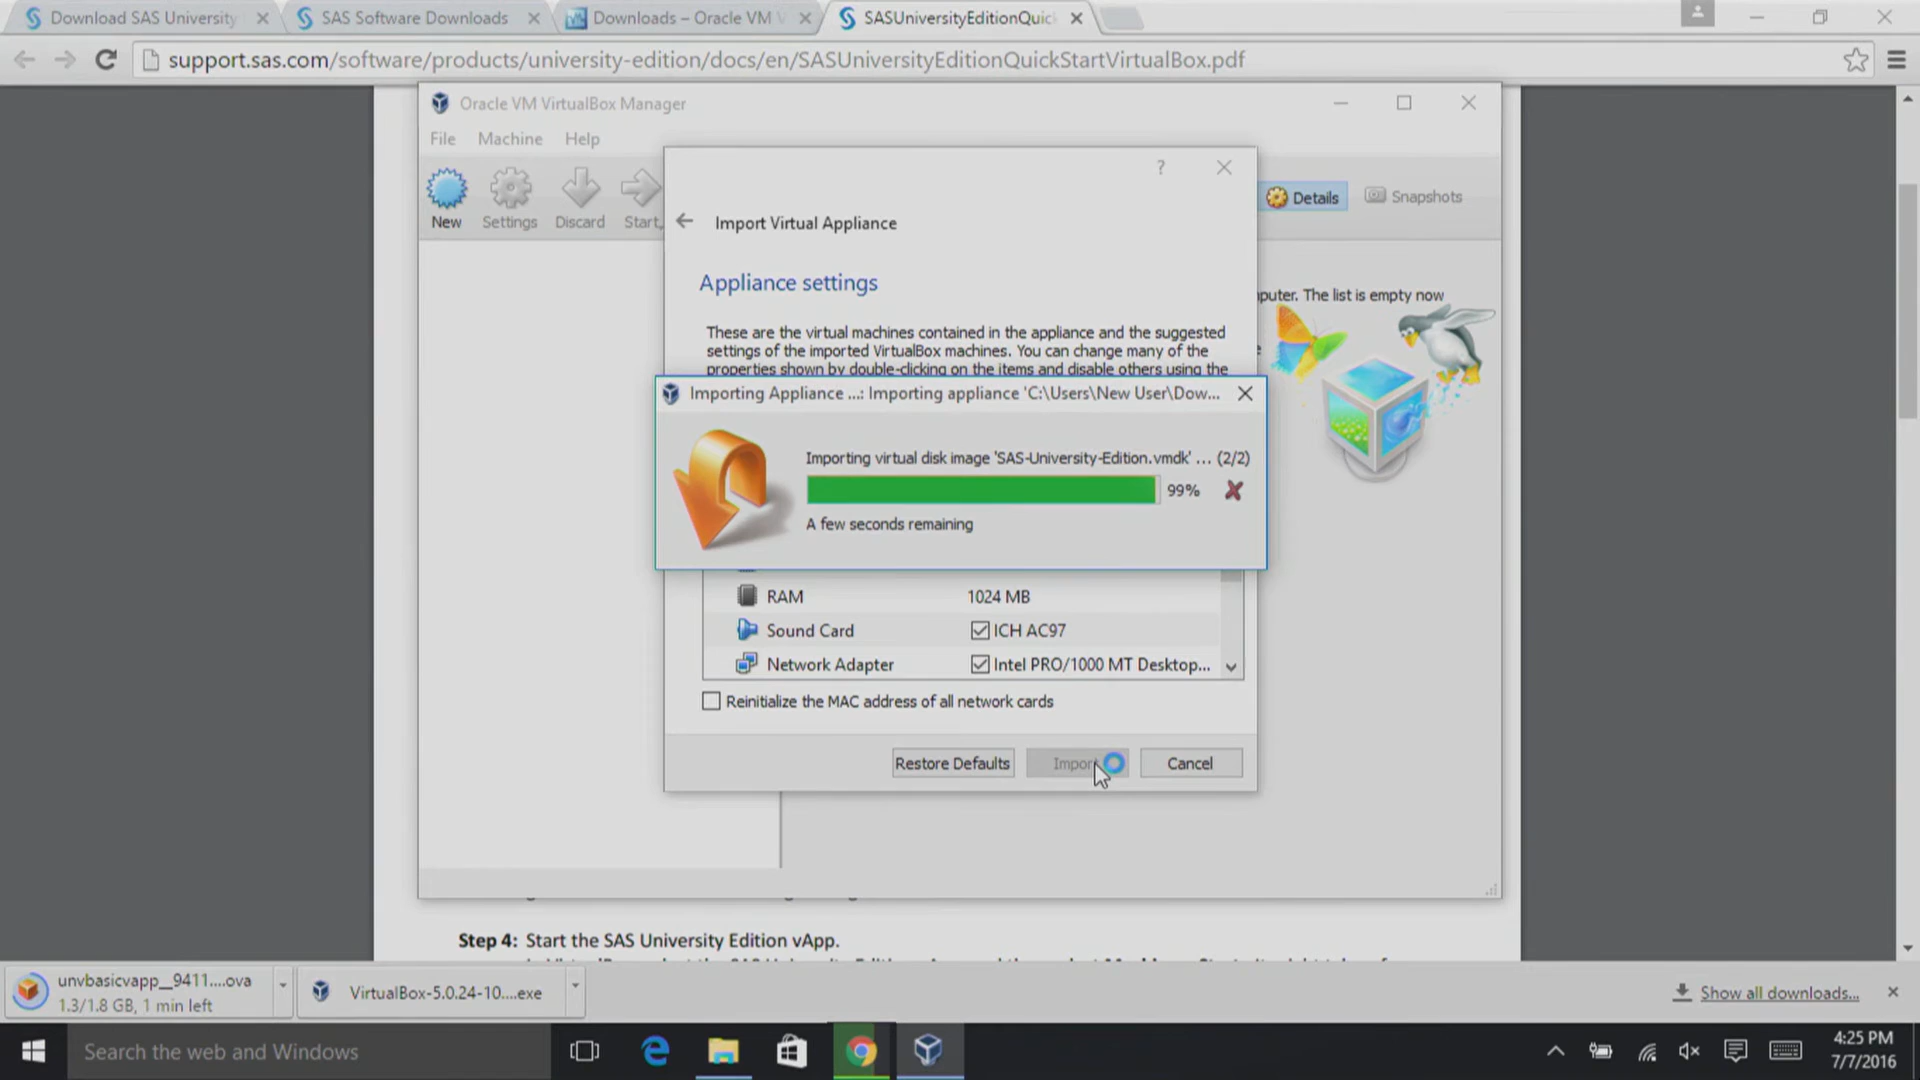 Download SAS University
SAS Software Downloads
Downloads – Oracle VM V
SASUniversityEditionQuic
support.sas.com/software/products/university-edition/docs/en/SASUniversityEditionQuickStartVirtualBox.pdf
Oracle VM VirtualBox Manager
File Machine Help
New Settings Discard Start
Details Snapshots
?
Import Virtual Appliance
Appliance settings
puter. The list is empty now
These are the virtual machines contained in the appliance and the suggested
settings of the imported VirtualBox machines. You can change many of the
properties shown by double-clicking on the items and disable others using the
Importing Appliance ...: Importing appliance 'C:\Users\New User\Dow...
Importing virtual disk image 'SAS-University-Edition.vmdk' ... (2/2)
99%
A few seconds remaining
RAM 1024 MB
Sound Card ICH AC97
Network Adapter Intel PRO/1000 MT Desktop...
Reinitialize the MAC address of all network cards
Restore Defaults Import Cancel
Step 4: Start the SAS University Edition vApp.
unvbasicvapp__9411....ova
1.3/1.8 GB, 1 min left
VirtualBox-5.0.24-10....exe
Show all downloads...
Search the web and Windows
4:25 PM
7/7/2016